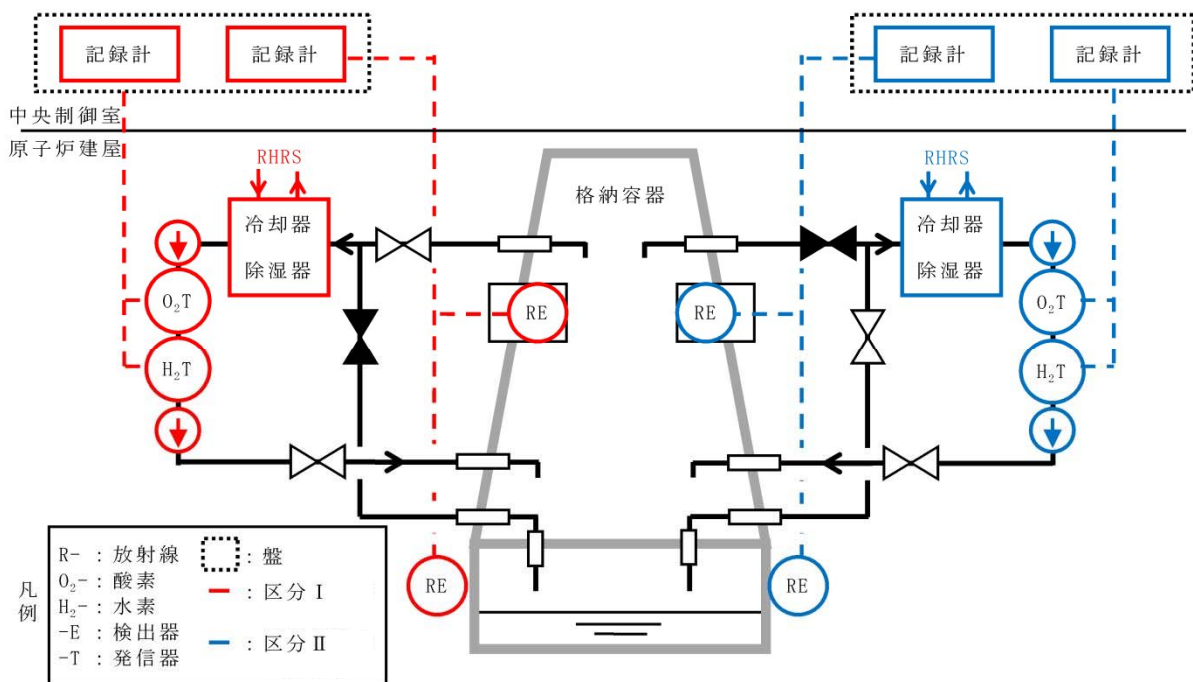 記録計
記録計
記録計
記録計
中央制御室
原子炉建屋
RHRS
RHRS
格納容器
冷却器
除湿器
冷却器
除湿器
O₂T
RE
RE
O₂T
H₂T
H₂T
RE
RE
凡例
R- : 放射線
O₂- : 酸素
H₂- : 水素
-E : 検出器
-T : 発信器
: 盤
: 区分Ⅰ
: 区分Ⅱ